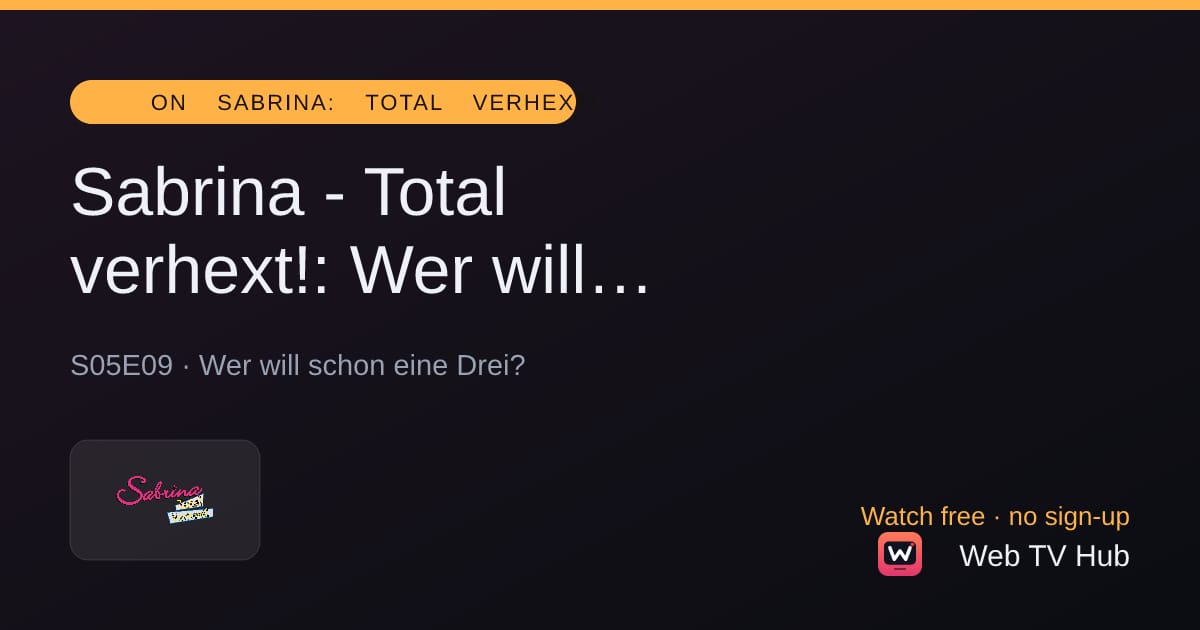 ON SABRINA: TOTAL VERHEX
Sabrina - Total
verhext!: Wer will…
S05E09 · Wer will schon eine Drei?
Sabrina
Watch free · no sign-up
W
Web TV Hub